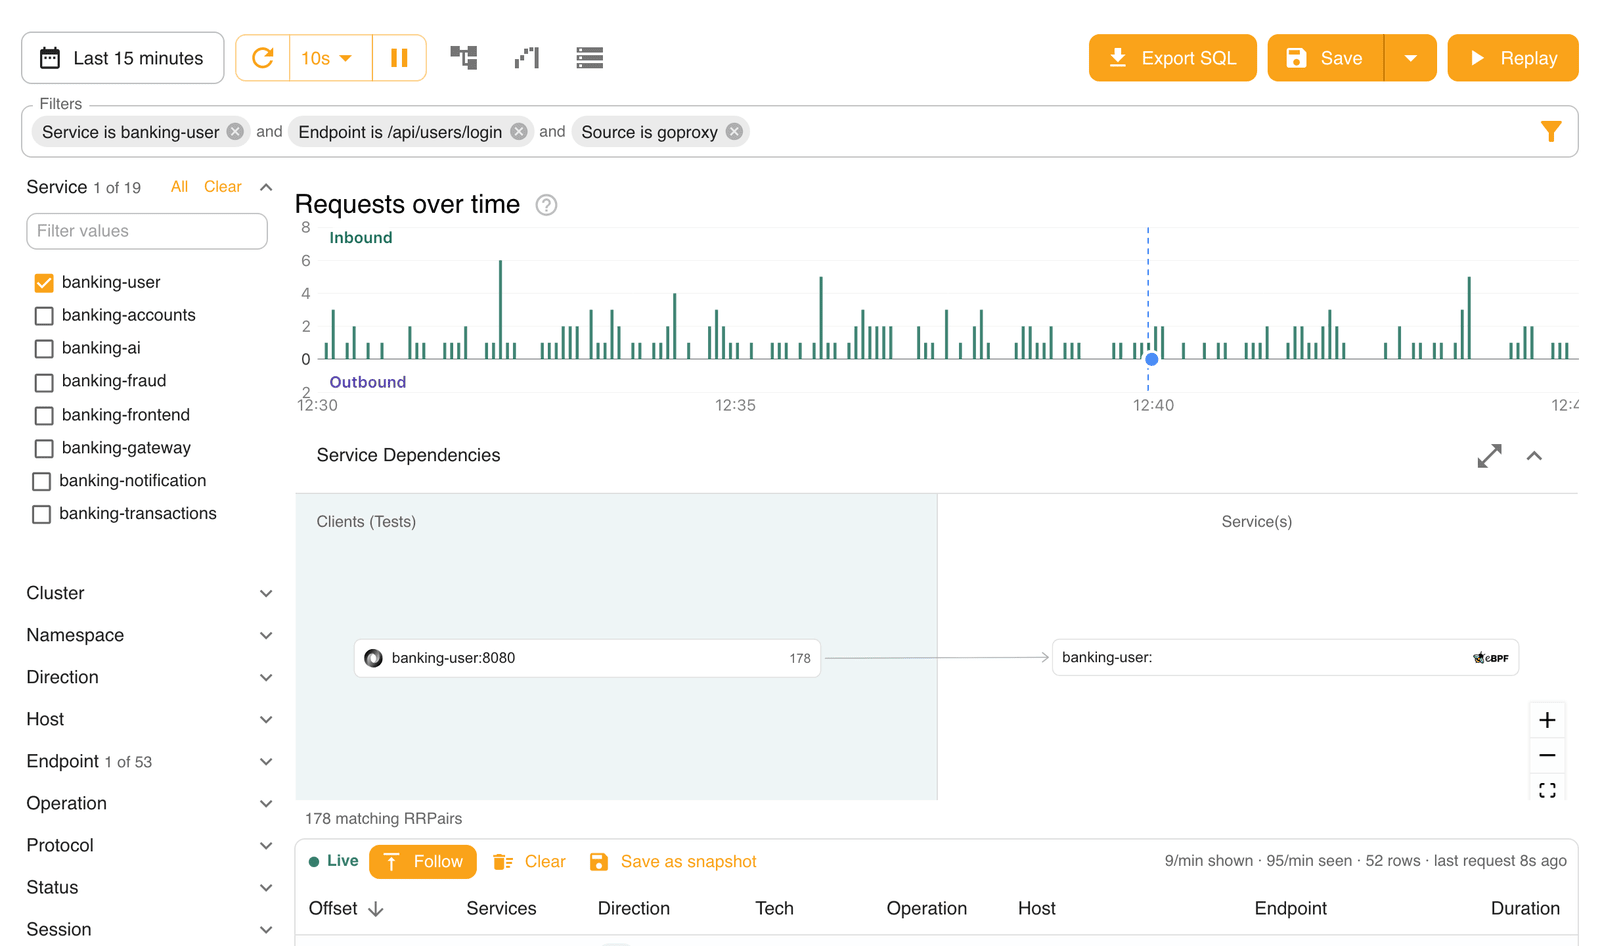 Last 15 minutes
10s
Export SQL
Save
Replay
Filters
Service is banking-user and Endpoint is /api/users/login and Source is goproxy
Service 1 of 19 All Clear
Filter values
banking-user
banking-accounts
banking-ai
banking-fraud
banking-frontend
banking-gateway
banking-notification
banking-transactions
Cluster
Namespace
Direction
Host
Endpoint 1 of 53
Operation
Protocol
Status
Session
Requests over time ?
8
Inbound
6
4
2
0
Outbound
2
12:30 12:35 12:40 12:4
Service Dependencies
Clients (Tests) Service(s)
banking-user:8080 178
banking-user: eBPF
178 matching RRPairs
Live Follow Clear Save as snapshot 9/min shown · 95/min seen · 52 rows · last request 8s ago
Offset Services Direction Tech Operation Host Endpoint Duration